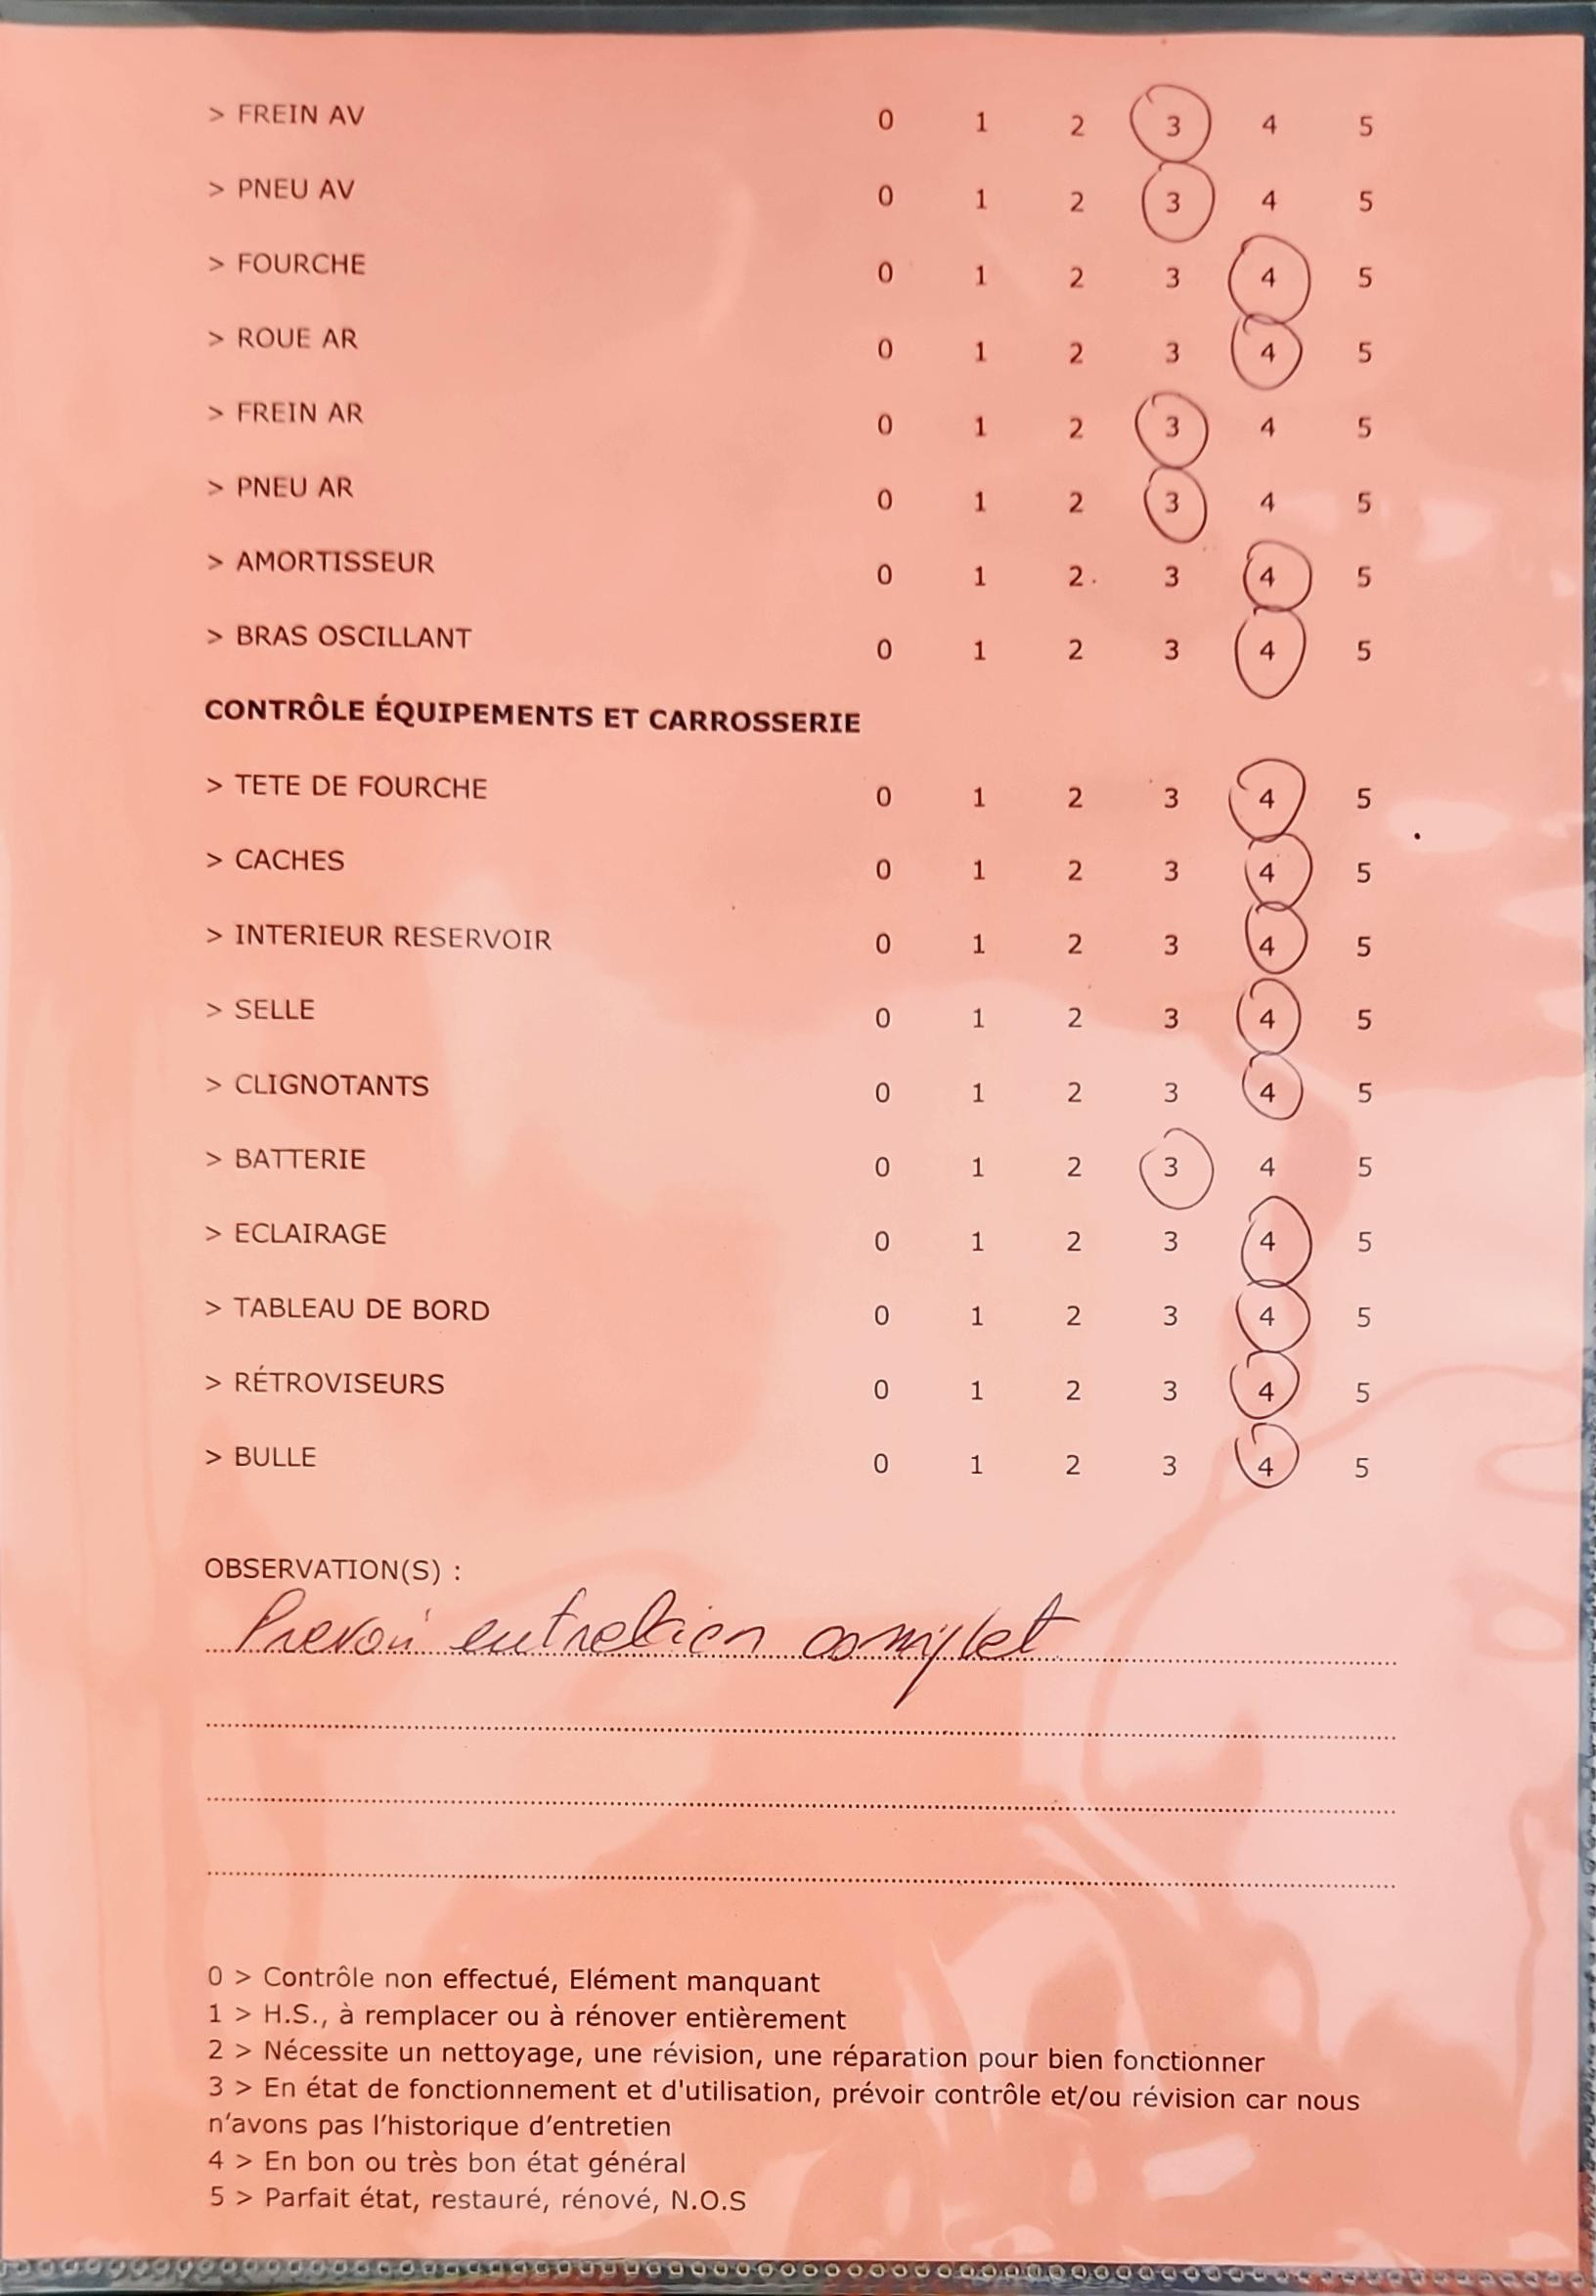 > FREIN AV 0 1 2 3 4 5
> PNEU AV 0 1 2 3 4 5
> FOURCHE 0 1 2 3 4 5
> ROUE AR 0 1 2 3 4 5
> FREIN AR 0 1 2 3 4 5
> PNEU AR 0 1 2 3 4 5
> AMORTISSEUR 0 1 2 3 4 5
> BRAS OSCILLANT 0 1 2 3 4 5
CONTRÔLE ÉQUIPEMENTS ET CARROSSERIE
> TETE DE FOURCHE 0 1 2 3 4 5
> CACHES 0 1 2 3 4 5
> INTERIEUR RESERVOIR 0 1 2 3 4 5
> SELLE 0 1 2 3 4 5
> CLIGNOTANTS 0 1 2 3 4 5
> BATTERIE 0 1 2 3 4 5
> ECLAIRAGE 0 1 2 3 4 5
> TABLEAU DE BORD 0 1 2 3 4 5
> RÉTROVISEURS 0 1 2 3 4 5
> BULLE 0 1 2 3 4 5
OBSERVATION(S) :
Prevoir entretien complet
0 > Contrôle non effectué, Elément manquant
1 > H.S., à remplacer ou à rénover entièrement
2 > Nécessite un nettoyage, une révision, une réparation pour bien fonctionner
3 > En état de fonctionnement et d'utilisation, prévoir contrôle et/ou révision car nous
n'avons pas l'historique d'entretien
4 > En bon ou très bon état général
5 > Parfait état, restauré, rénové, N.O.S